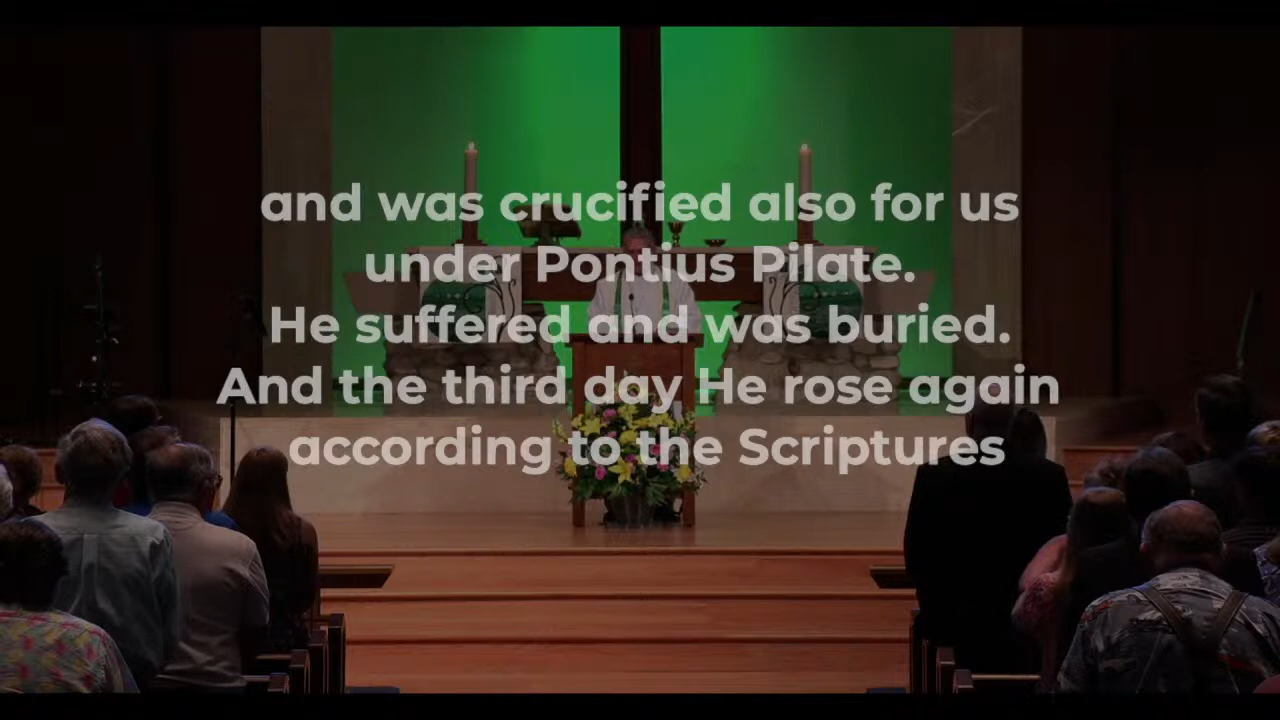 and was crucified also for us
under Pontius Pilate.
He suffered and was buried.
And the third day He rose again
according to the Scriptures